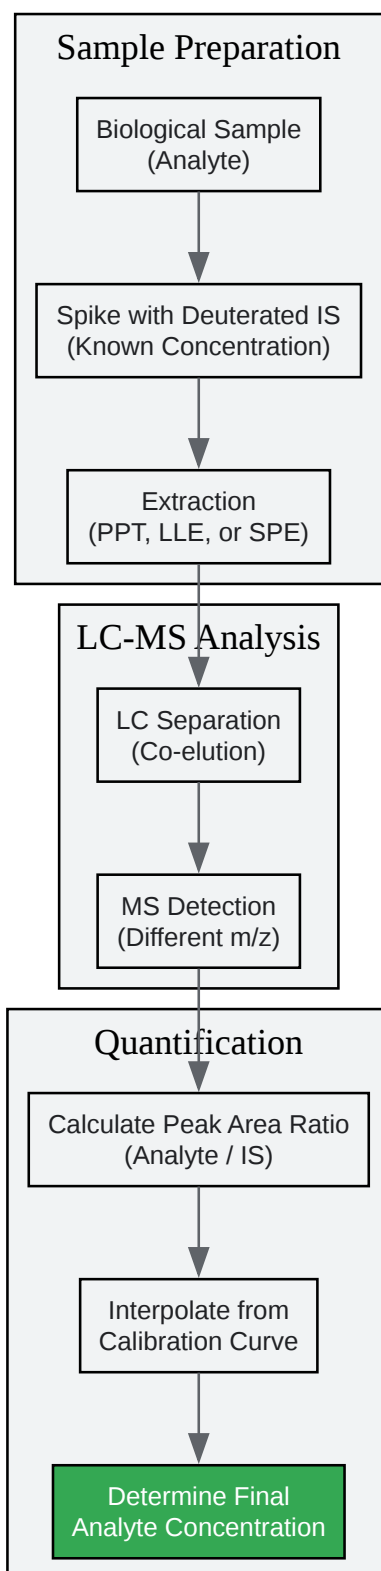 Sample Preparation
Biological Sample
(Analyte)
Spike with Deuterated IS
(Known Concentration)
Extraction
(PPT, LLE, or SPE)
LC-MS Analysis
LC Separation
(Co-elution)
MS Detection
(Different m/z)
Quantification
Calculate Peak Area Ratio
(Analyte / IS)
Interpolate from
Calibration Curve
Determine Final
Analyte Concentration